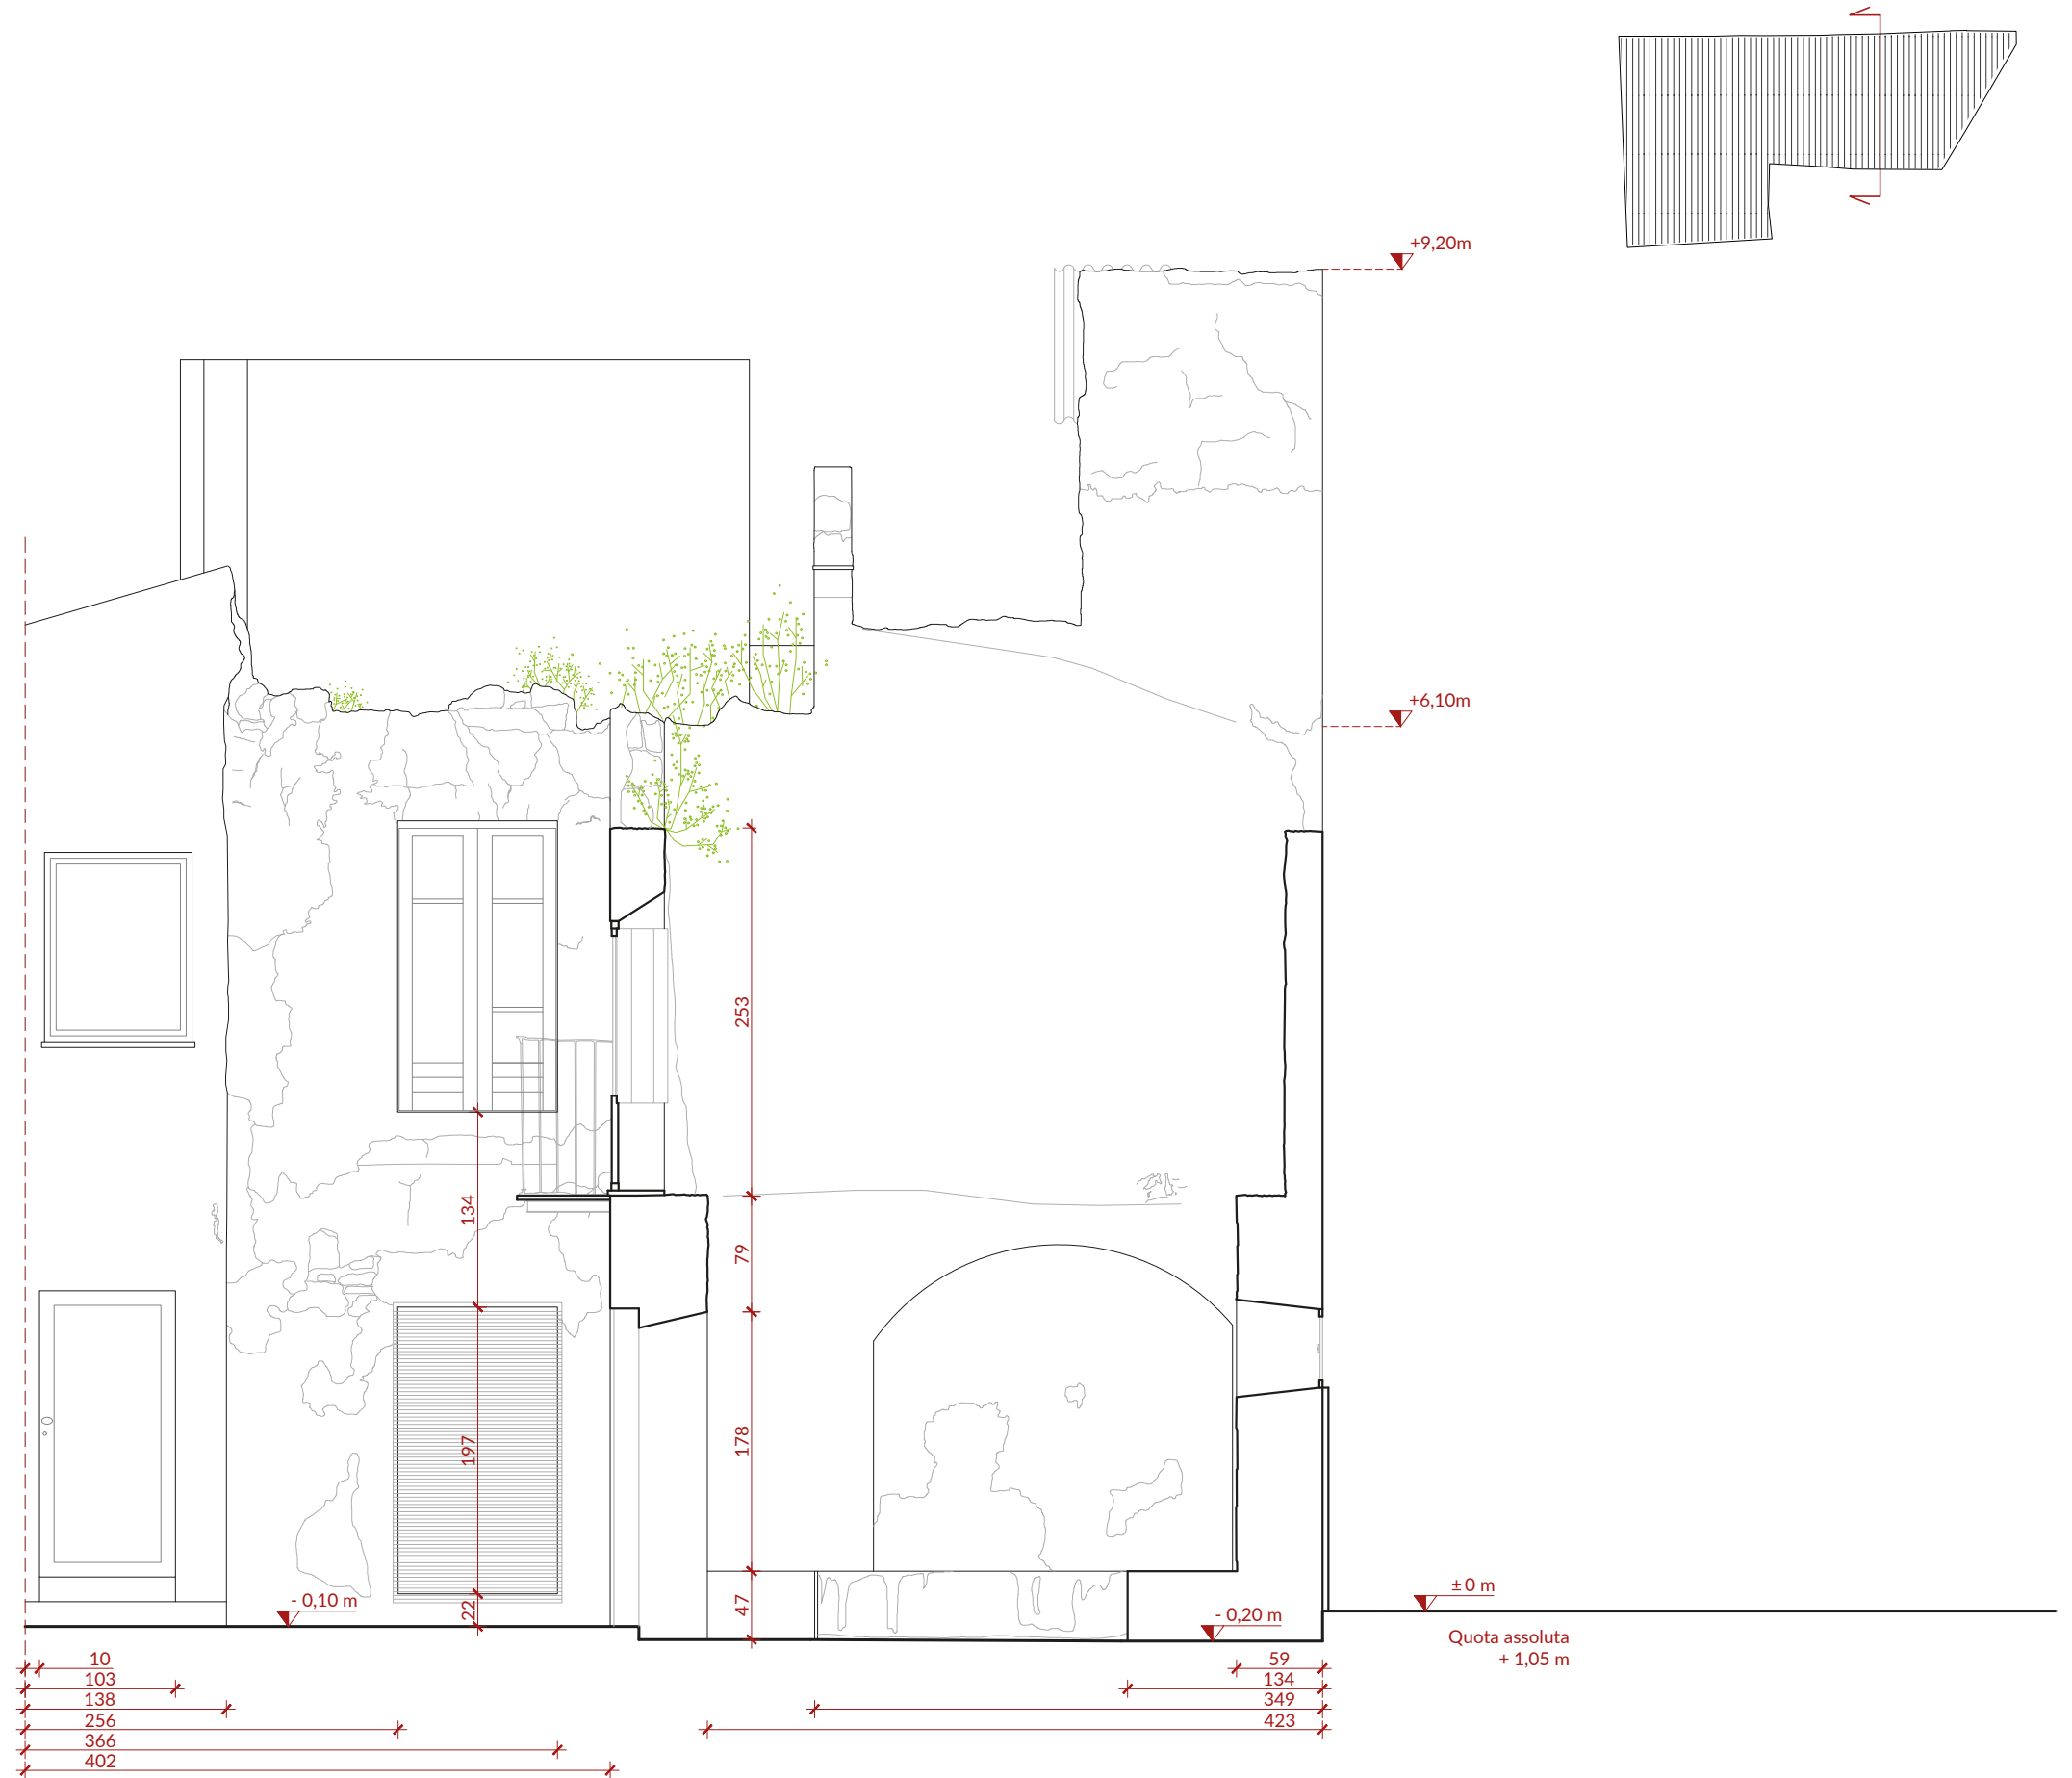 +9,20m
+6,10m
253
134
79
197
178
22
47
- 0,10 m
- 0,20 m
±0 m
Quota assoluta
+ 1,05 m
10
103
138
256
366
402
59
134
349
423